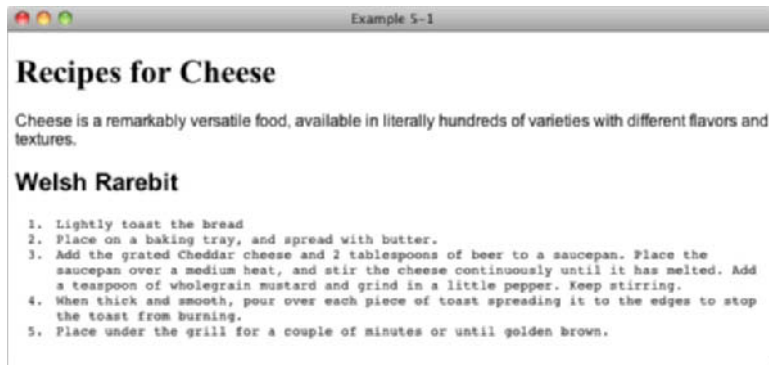 Example 5-1
Recipes for Cheese
Cheese is a remarkably versatile food, available in literally hundreds of varieties with different flavors and
textures.
Welsh Rarebit
1. Lightly toast the bread
2. Place on a baking tray, and spread with butter.
3. Add the grated Cheddar cheese and 2 tablespoons of beer to a saucepan. Place the
saucepan over a medium heat, and stir the cheese continuously until it has melted. Add
a teaspoon of wholegrain mustard and grind in a little pepper. Keep stirring.
4. When thick and smooth, pour over each piece of toast spreading it to the edges to stop
the toast from burning.
5. Place under the grill for a couple of minutes or until golden brown.